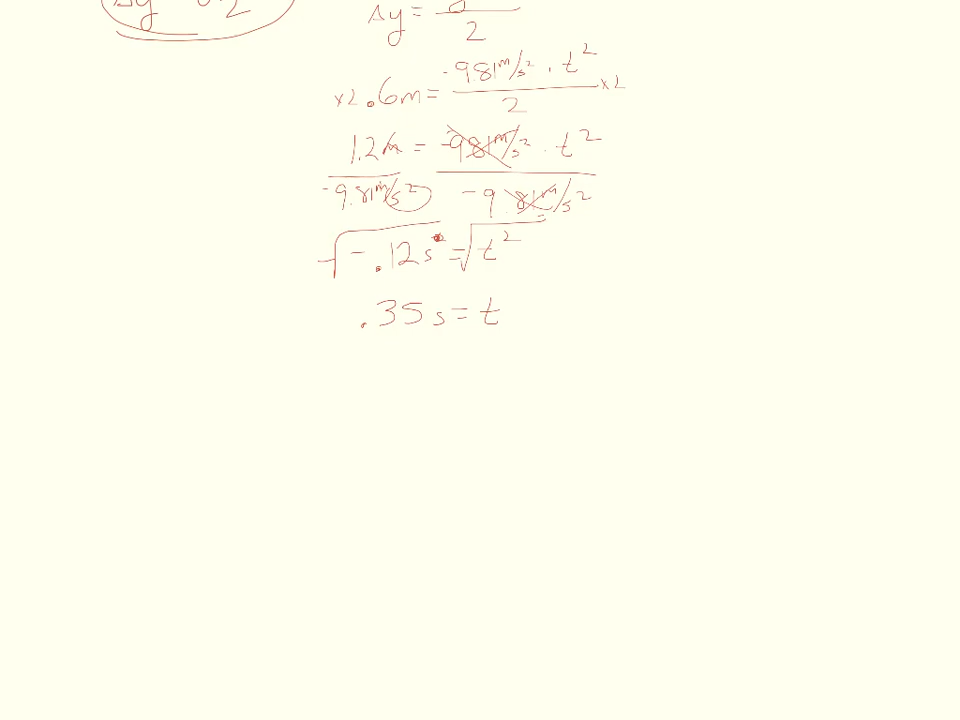 Δy =
2
x2 .6m = -9.81m/s² · t² x2
2
1.2m = -9.81m/s² · t²
-9.81m/s² -9.81m/s²
√-.12s² = √t²
.35s = t